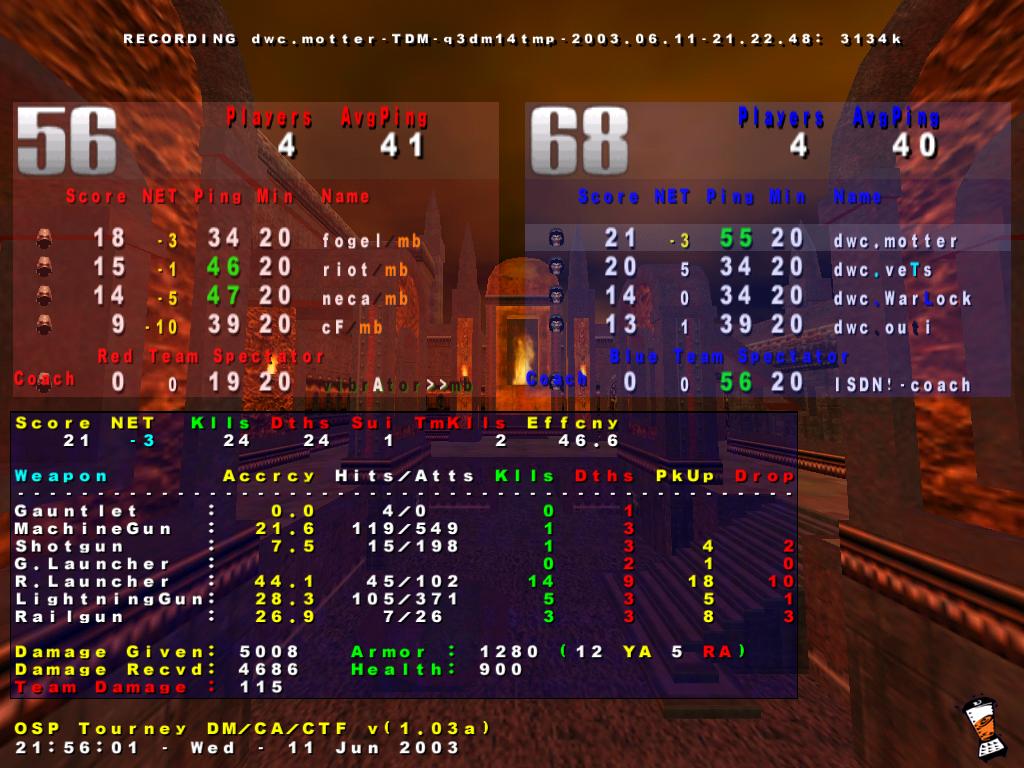 RECORDING dwc.motter-TDM-q3dm14tmp-2003.06.11-21.22.48: 3134k
56 Players AvgPing
4 41
Score NET Ping Min Name
18 -3 34 20 fogel/mb
15 -1 46 20 riot/mb
14 -5 47 20 neca/mb
9 -10 39 20 cF/mb
Red Team Spectator
Coach 0 0 19 20 vibrAtor >>mb
68 Players AvgPing
4 40
Score NET Ping Min Name
21 -3 55 20 dwc.motter
20 5 34 20 dwc.veTs
14 0 34 20 dwc.WarLock
13 1 39 20 dwc.outi
Blue Team Spectator
Coach 0 0 56 20 ISDN!-coach
Score NET Klls Dths Sui TmKlls Effcny
21 -3 24 24 1 2 46.6
Weapon Accrcy Hits/Atts Klls Dths PkUp Drop
Gauntlet : 0.0 4/0 0 1
MachineGun : 21.6 119/549 1 3
Shotgun : 7.5 15/198 1 3 4 2
G.Launcher : 0 2 1 0
R.Launcher : 44.1 45/102 14 9 18 10
LightningGun: 28.3 105/371 5 3 5 1
Railgun : 26.9 7/26 3 3 8 3
Damage Given: 5008 Armor : 1280 (12 YA 5 RA)
Damage Recvd: 4686 Health: 900
Team Damage : 115
OSP Tourney DM/CA/CTF v(1.03a)
21:56:01 - Wed - 11 Jun 2003